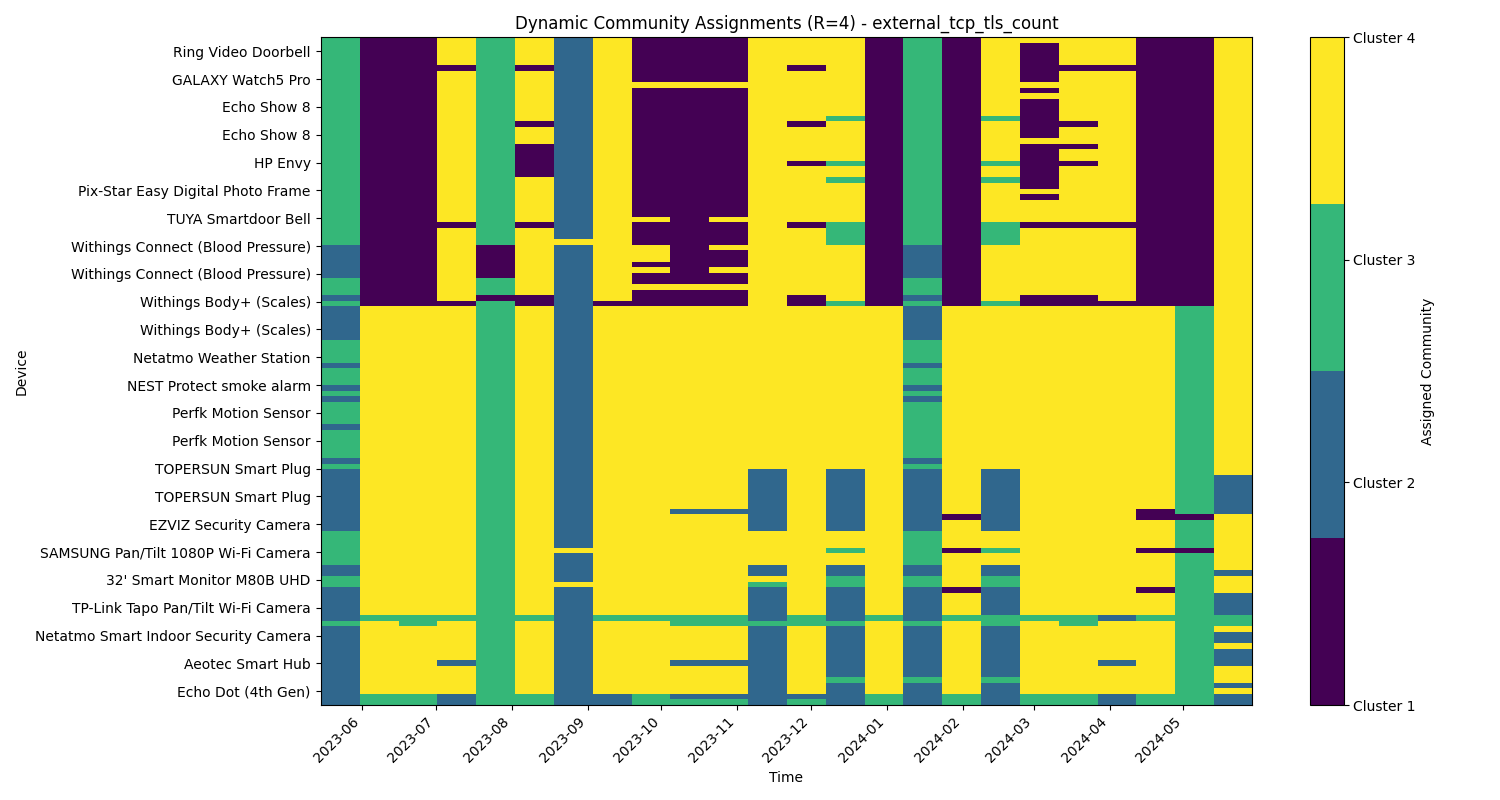 Dynamic Community Assignments (R=4) - external_tcp_tls_count
Device
Ring Video Doorbell
GALAXY Watch5 Pro
Echo Show 8
Echo Show 8
HP Envy
Pix-Star Easy Digital Photo Frame
TUYA Smartdoor Bell
Withings Connect (Blood Pressure)
Withings Connect (Blood Pressure)
Withings Body+ (Scales)
Withings Body+ (Scales)
Netatmo Weather Station
NEST Protect smoke alarm
Perfk Motion Sensor
Perfk Motion Sensor
TOPERSUN Smart Plug
TOPERSUN Smart Plug
EZVIZ Security Camera
SAMSUNG Pan/Tilt 1080P Wi-Fi Camera
32' Smart Monitor M80B UHD
TP-Link Tapo Pan/Tilt Wi-Fi Camera
Netatmo Smart Indoor Security Camera
Aeotec Smart Hub
Echo Dot (4th Gen)
2023-06
2023-07
2023-08
2023-09
2023-10
2023-11
2023-12
2024-01
2024-02
2024-03
2024-04
2024-05
Time
Cluster 4
Cluster 3
Cluster 2
Cluster 1
Assigned Community